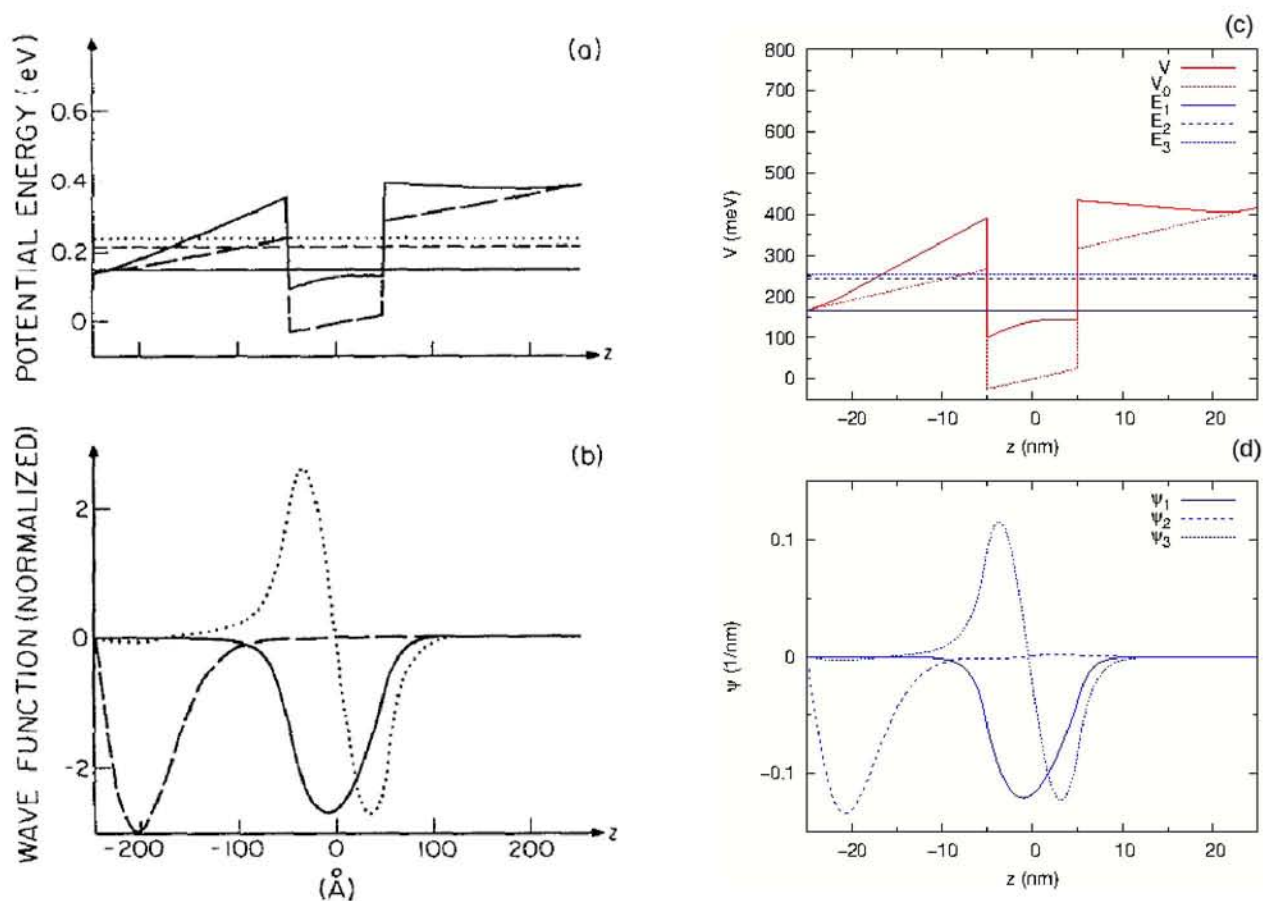 (a)
POTENTIAL ENERGY (eV)
0.6
0.4
0.2
0
z
(b)
WAVE FUNCTION (NORMALIZED)
2
0
-2
-200 -100 0 100 200
z
(Å)
(c)
V
V₀
E₁
E₂
E₃
800
700
600
500
400
300
200
100
0
V (meV)
-20 -10 0 10 20
z (nm)
(d)
ψ₁
ψ₂
ψ₃
0.1
0
-0.1
ψ (1/nm)
-20 -10 0 10 20
z (nm)